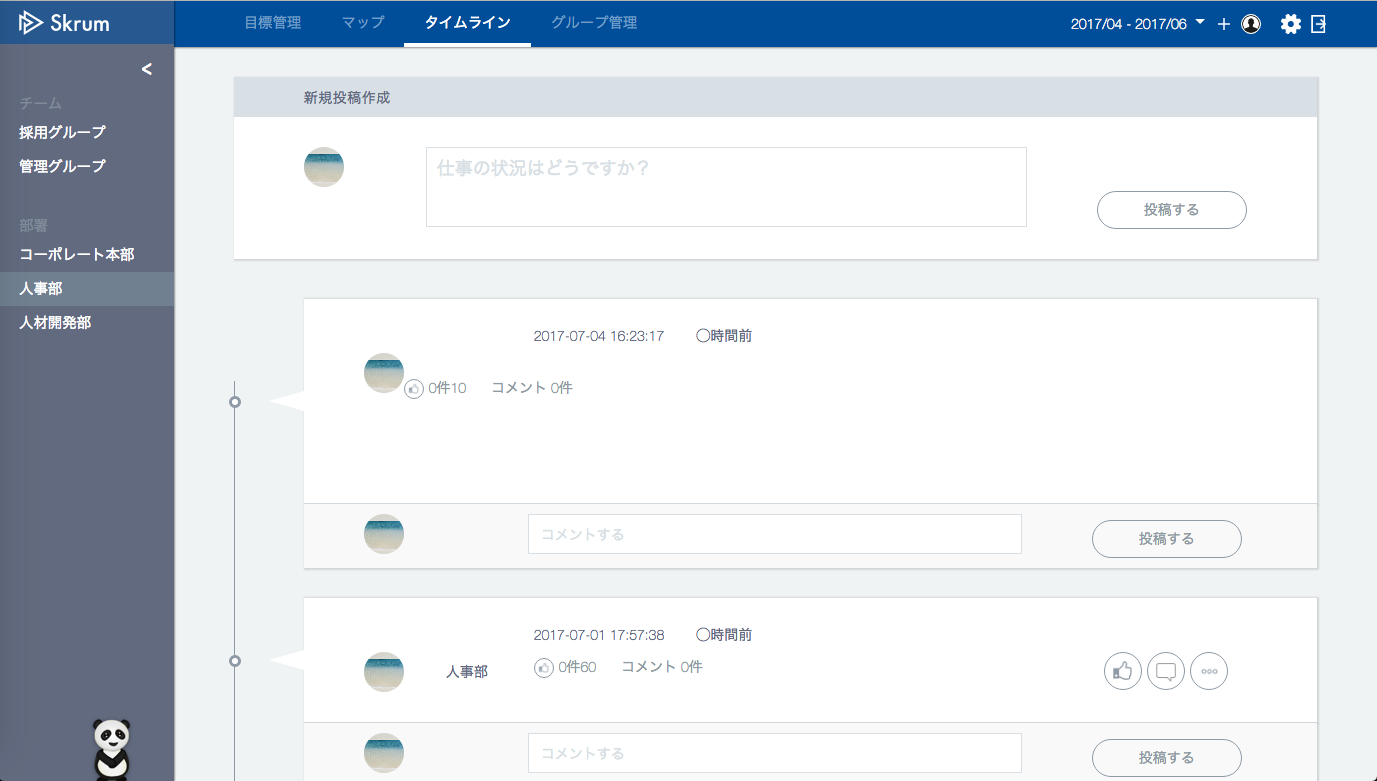 Skrum
目標管理
マップ
タイムライン
グループ管理
2017/04 - 2017/06
<
チーム
採用グループ
管理グループ
部署
コーポレート本部
人事部
人材開発部
新規投稿作成
仕事の状況はどうですか？
投稿する
2017-07-04 16:23:17 ◯時間前
0件10 コメント 0件
コメントする
投稿する
2017-07-01 17:57:38 ◯時間前
人事部
0件60 コメント 0件
コメントする
投稿する